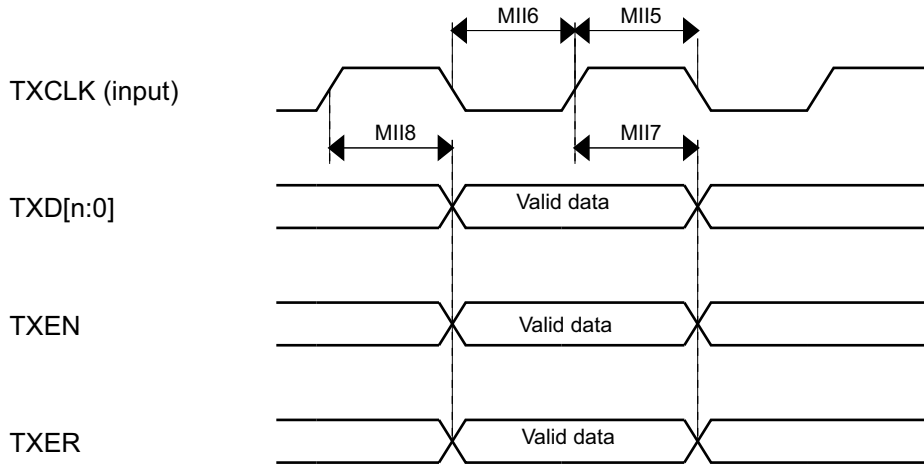 MII6 MII5
TXCLK (input)
MII8 MII7
TXD[n:0] Valid data
TXEN Valid data
TXER Valid data